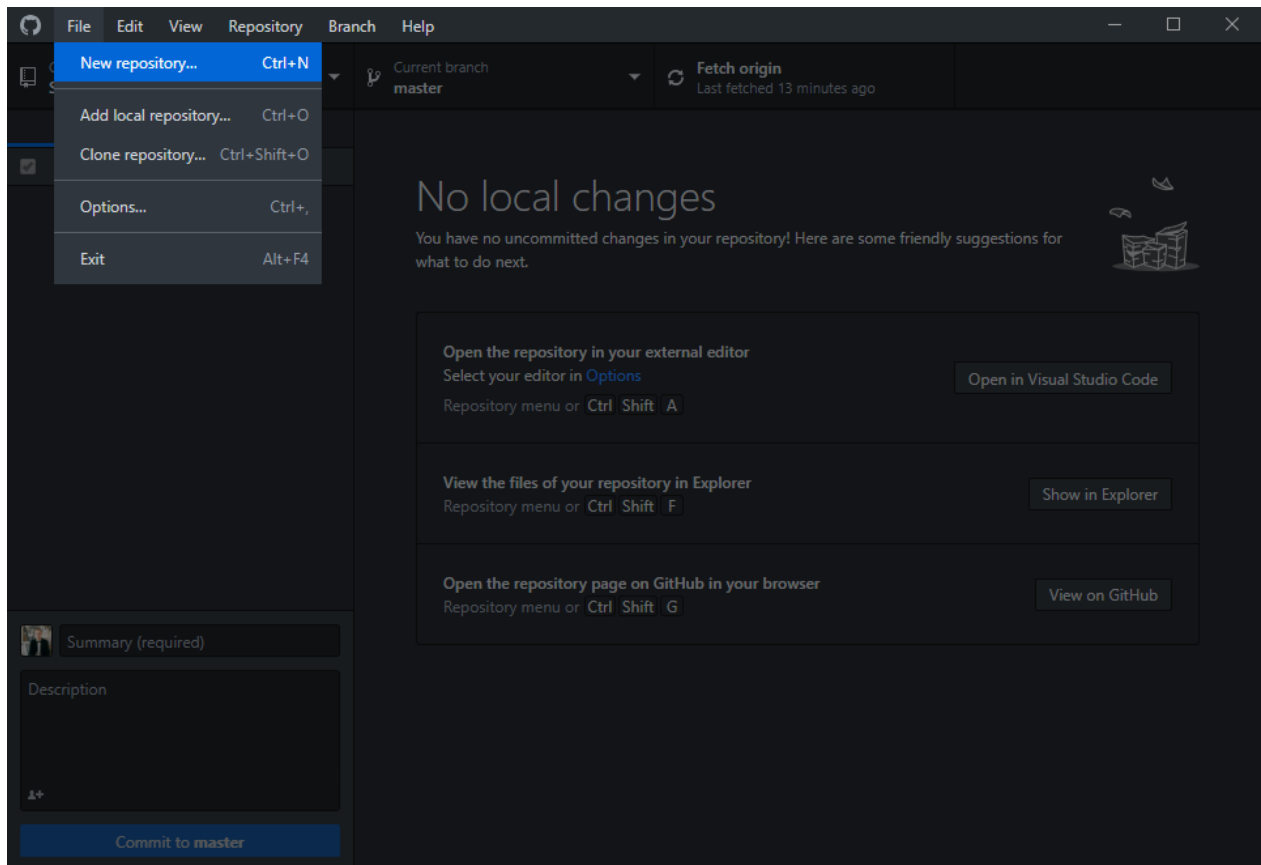 File Edit View Repository Branch Help
New repository... Ctrl+N
Add local repository... Ctrl+O
Clone repository... Ctrl+Shift+O
Options... Ctrl+,
Exit Alt+F4
Current branch
master
Fetch origin
Last fetched 13 minutes ago
No local changes
You have no uncommitted changes in your repository! Here are some friendly suggestions for
what to do next.
Open the repository in your external editor
Select your editor in Options
Repository menu or Ctrl Shift A
Open in Visual Studio Code
View the files of your repository in Explorer
Repository menu or Ctrl Shift F
Show in Explorer
Open the repository page on GitHub in your browser
Repository menu or Ctrl Shift G
View on GitHub
Summary (required)
Description
Commit to master